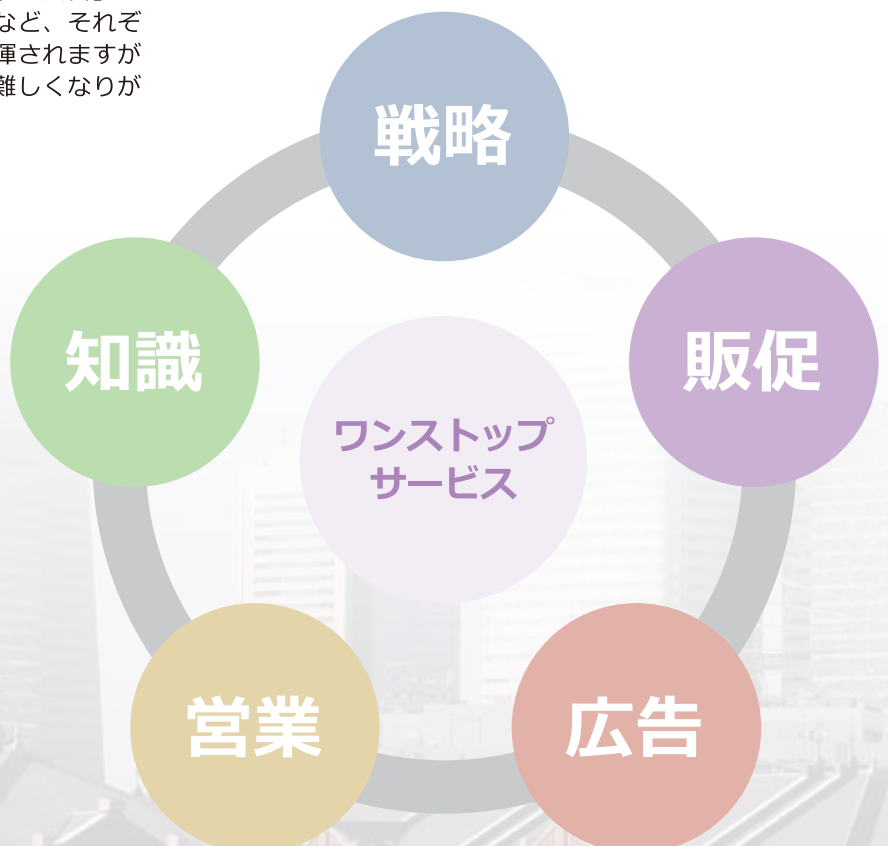 など、それぞ
揮されますが
難しくなりが
戦略
知識
販促
ワンストップ
サービス
営業
広告